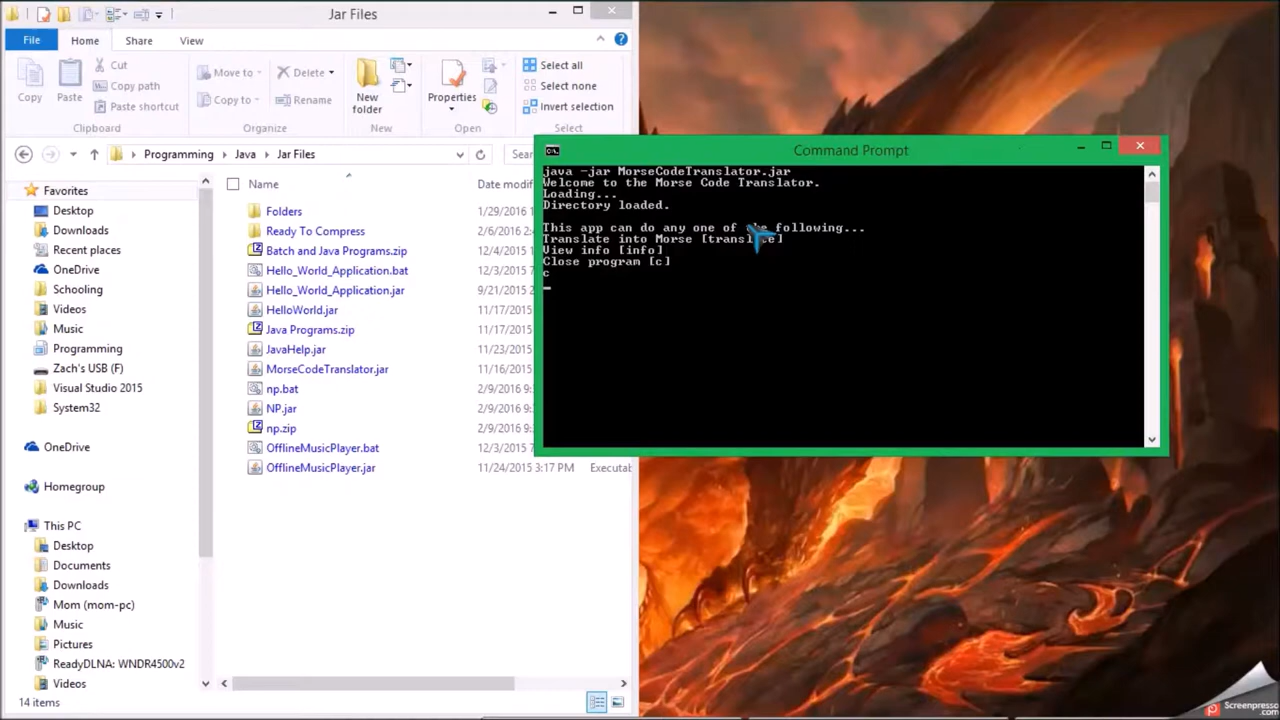 Jar Files
File
Home
Share
View
Copy
Paste
Cut
Copy path
Paste shortcut
Clipboard
Move to
Copy to
Delete
Rename
Organize
New folder
New
Properties
Open
Select all
Select none
Invert selection
Select
Programming
Java
Jar Files
Favorites
Desktop
Downloads
Recent places
OneDrive
Schooling
Videos
Music
Programming
Zach's USB (F)
Visual Studio 2015
System32
OneDrive
Homegroup
This PC
Desktop
Documents
Downloads
Mom (mom-pc)
Music
Pictures
ReadyDLNA: WNDR4500v2
Videos
Name
Folders 1/29/2016
Ready To Compress 2/6/2016
Batch and Java Programs.zip 12/3/2015
Hello_World_Application.bat 12/3/2015
Hello_World_Application.jar 9/21/2015
HelloWorld.jar 11/17/2015
Java Programs.zip 11/17/2015
JavaHelp.jar 11/23/2015
MorseCodeTranslator.jar 11/16/2015
np.bat 2/9/2016
NP.jar 2/9/2016
np.zip 2/9/2016
OfflineMusicPlayer.bat 12/3/2015
OfflineMusicPlayer.jar 11/24/2015 3:17 PM
14 items
Command Prompt
java -jar MorseCodeTranslator.jar
Welcome to the Morse Code Translator.
Loading...
Directory loaded.
This app can do any one of the following...
Translate into Morse [translate]
View info [info]
Close program [c]
c
Screenpresso
.com